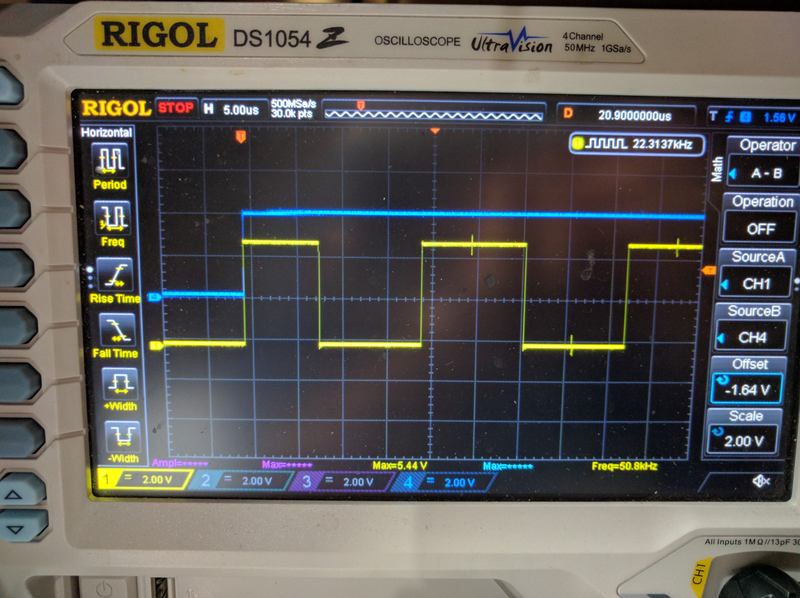 RIGOL DS1054Z OSCILLOSCOPE UltraVision 4 Channel
50MHz 1GSa/s
RIGOL STOP H 5.00us 500MSa/s
30.0k pts
D 20.9000000us T 1.56 V
Horizontal
22.3137kHz
Period
Freq
Rise Time
Fall Time
+Width
-Width
Math
Operator
A - B
Operation
OFF
SourceA
CH1
SourceB
CH4
Offset
-1.64 V
Scale
2.00 V
Ampl=***** Max=***** Max=5.44 V Max=***** Freq=50.8kHz
1 = 2.00 V 2 = 2.00 V 3 = 2.00 V 4 = 2.00 V
All Inputs 1MΩ//13pF 30
CH1